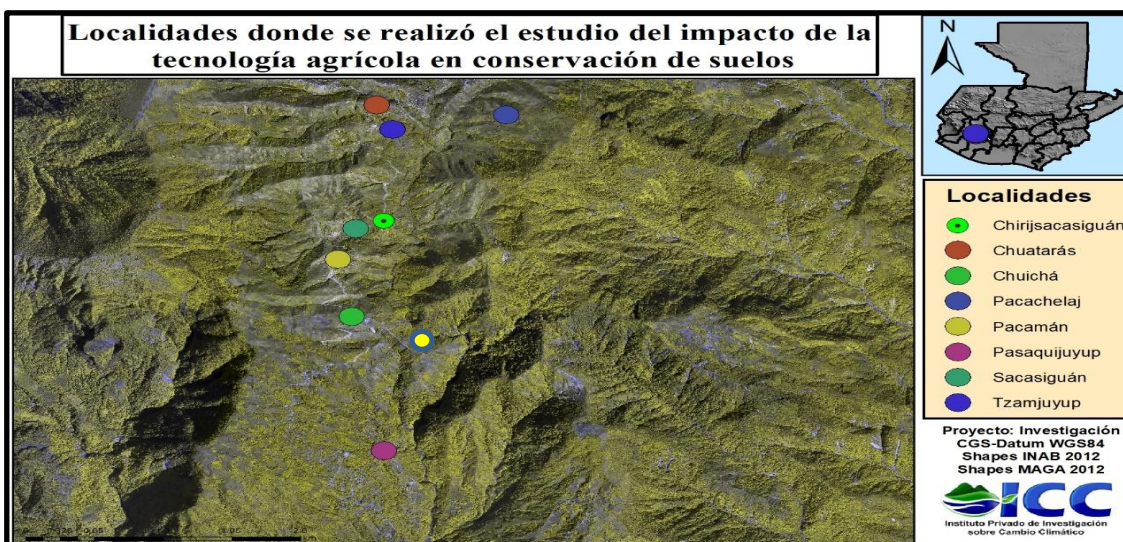 Localidades donde se realizó el estudio del impacto de la
tecnología agrícola en conservación de suelos
N
Localidades
Chirijsacasiguán
Chuatarás
Chuichá
Pacachelaj
Pacamán
Pasaquijuyup
Sacasiguán
Tzamjuyup
Proyecto: Investigación
CGS-Datum WGS84
Shapes INAB 2012
Shapes MAGA 2012
ICC
Instituto Privado de Investigación
sobre Cambio Climático